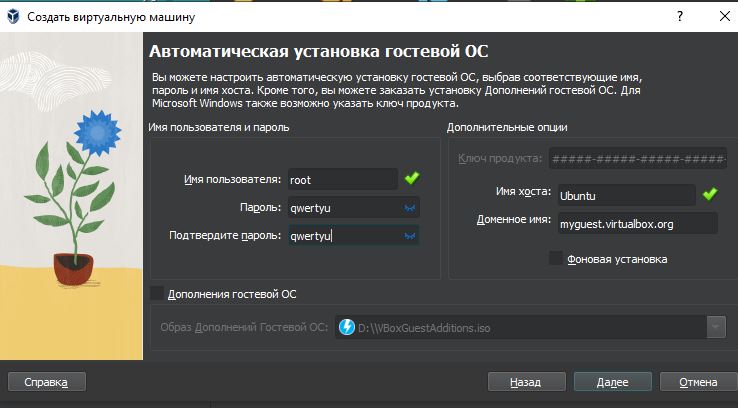 Создать виртуальную машину
?
Автоматическая установка гостевой ОС
Вы можете настроить автоматическую установку гостевой ОС, выбрав соответствующие имя,
пароль и имя хоста. Кроме того, вы можете заказать установку Дополнений гостевой ОС. Для
Microsoft Windows также возможно указать ключ продукта.
Имя пользователя и пароль
Имя пользователя: root
Пароль: qwertyu
Подтвердите пароль: qwertyu
Дополнительные опции
Ключ продукта: #####-#####-#####-#####-
Имя хоста: Ubuntu
Доменное имя: myguest.virtualbox.org
Фоновая установка
Дополнения гостевой ОС
Образ Дополнений Гостевой ОС: D:\\VBoxGuestAdditions.iso
Справка
Назад
Далее
Отмена